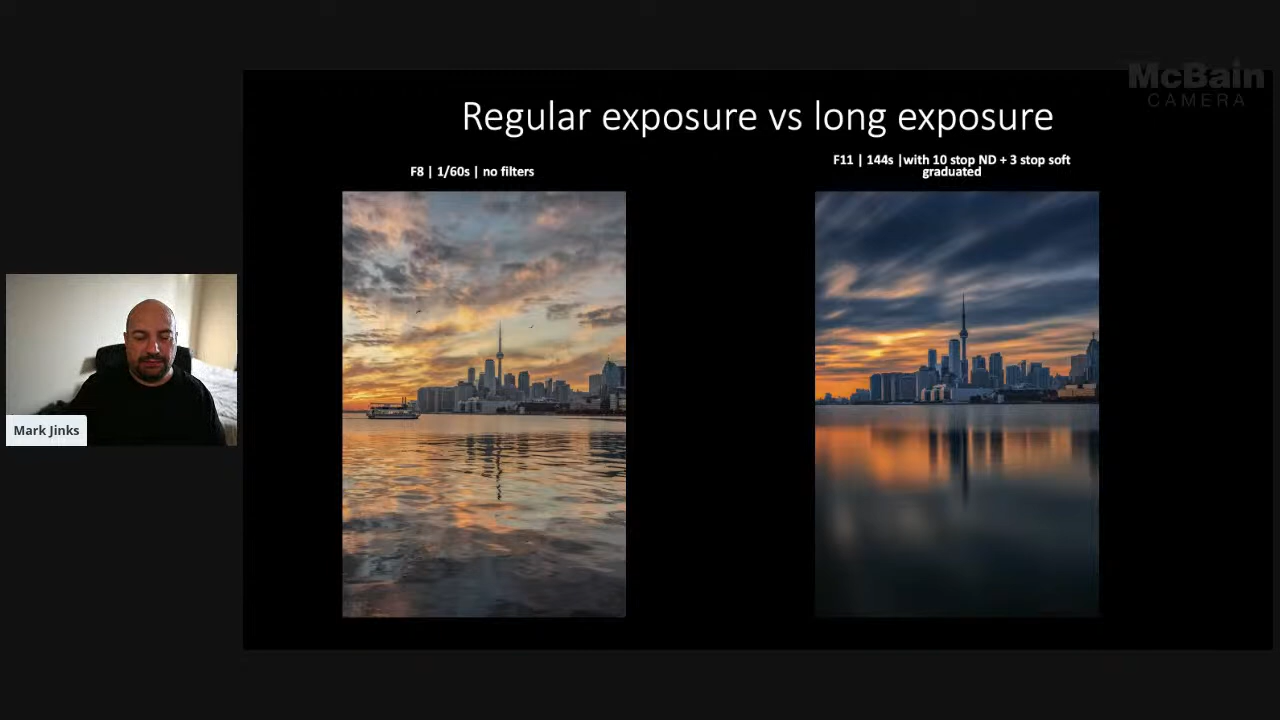 McBain
CAMERA
Regular exposure vs long exposure
F8 | 1/60s | no filters
F11 | 144s |with 10 stop ND + 3 stop soft
graduated
Mark Jinks